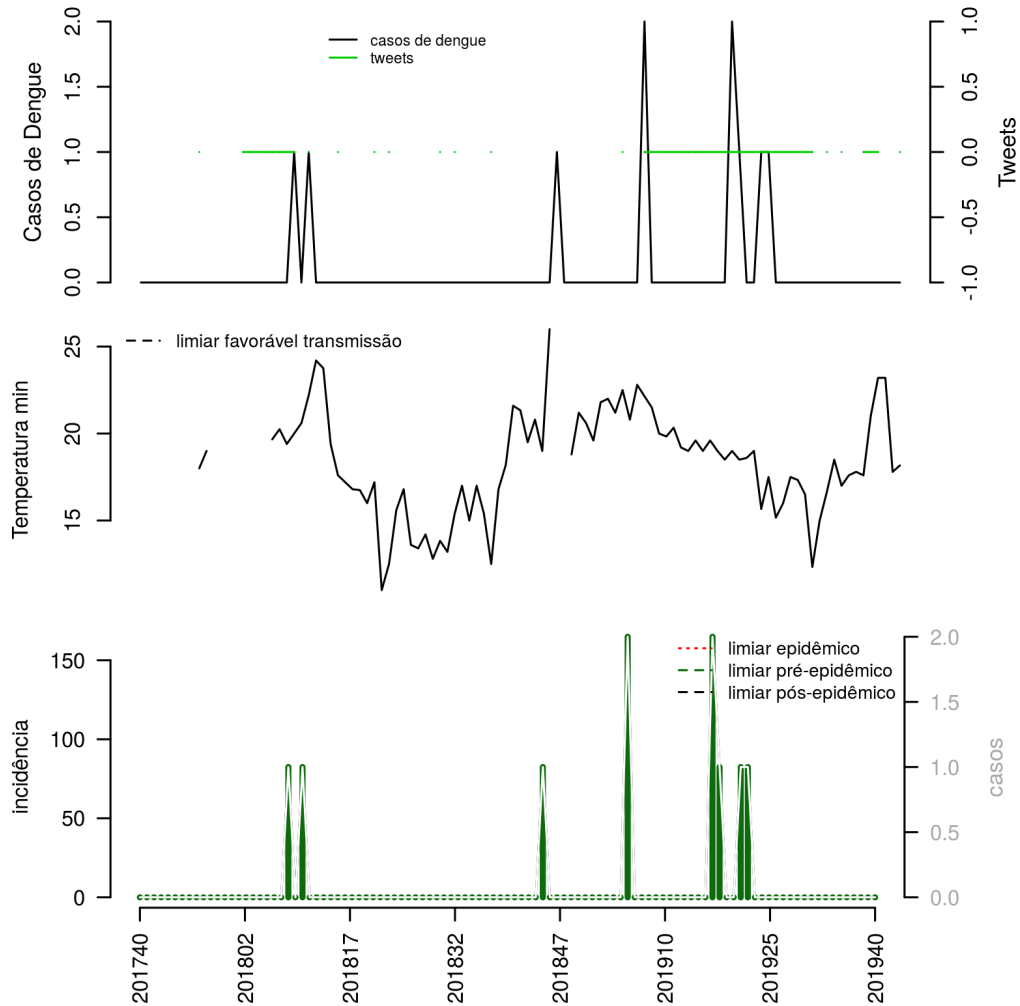 Casos de Dengue
2.0
1.5
1.0
0.5
0.0
casos de dengue
tweets
1.0
0.5
0.0
-0.5
-1.0
Tweets
Temperatura min
25
20
15
limiar favorável transmissão
incidência
150
100
50
0
limiar epidêmico
limiar pré-epidêmico
limiar pós-epidêmico
2.0
1.5
1.0
0.5
0.0
casos
201740
201802
201817
201832
201847
201910
201925
201940